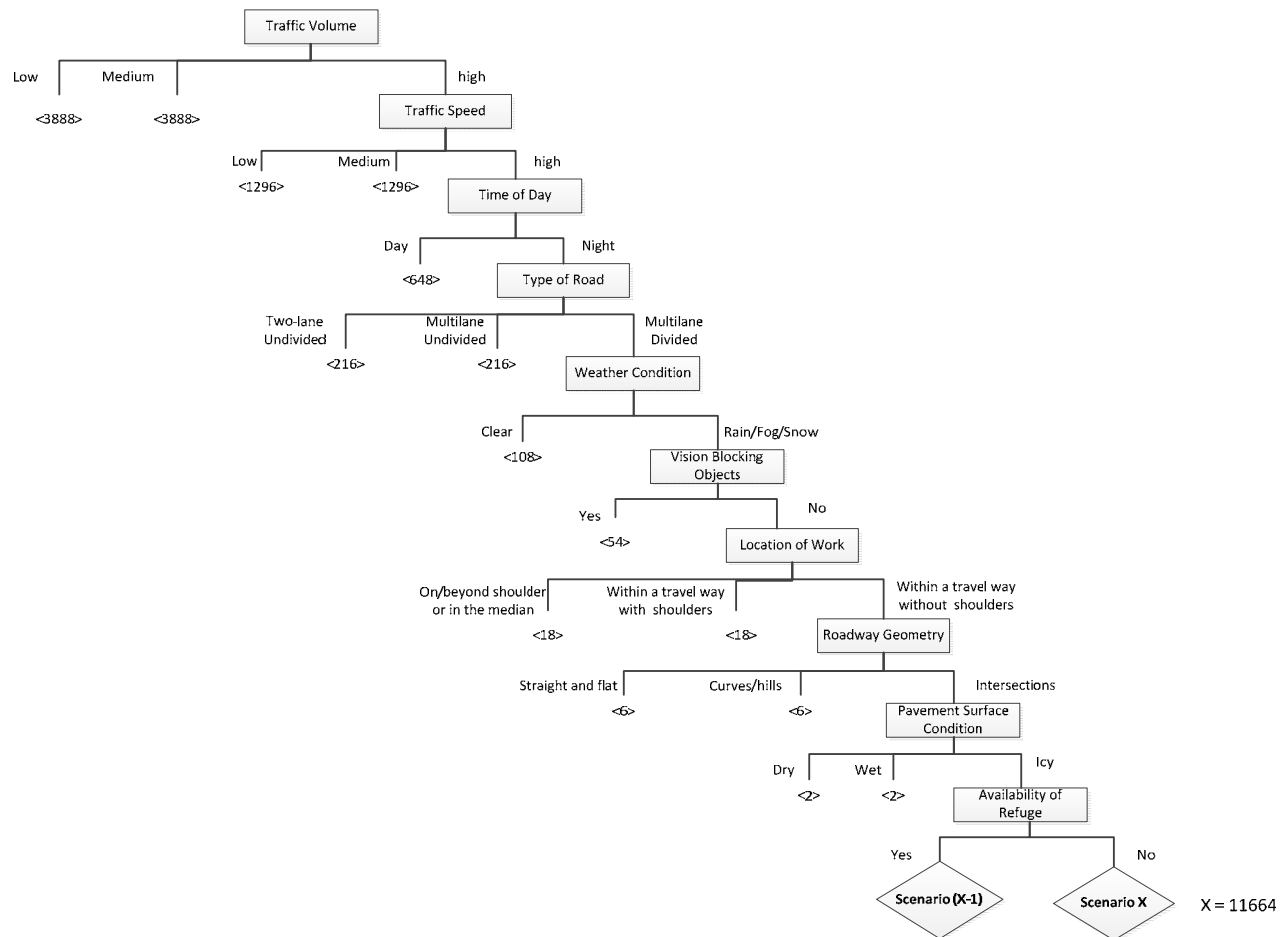 Traffic Volume
Low
Medium
high
<3888>
<3888>
Traffic Speed
Low
Medium
high
<1296>
<1296>
Time of Day
Day
Night
<648>
Type of Road
Two-lane
Undivided
Multilane
Undivided
Multilane
Divided
<216>
<216>
Weather Condition
Clear
Rain/Fog/Snow
<108>
Vision Blocking
Objects
Yes
No
<54>
Location of Work
On/beyond shoulder
or in the median
Within a travel way
with shoulders
Within a travel way
without shoulders
<18>
<18>
Roadway Geometry
Straight and flat
Curves/hills
Intersections
<6>
<6>
Pavement Surface
Condition
Dry
Wet
Icy
<2>
<2>
Availability of
Refuge
Yes
No
Scenario (X-1)
Scenario X
X = 11664